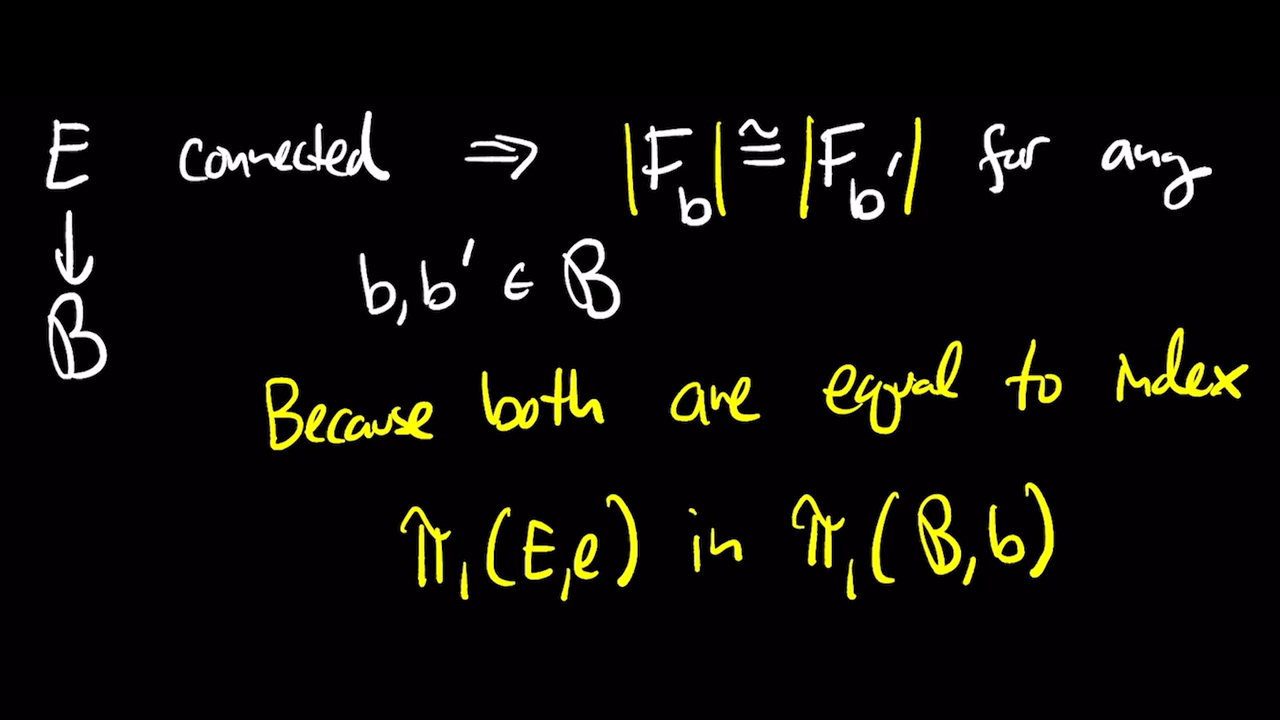 E connected ⇒ |F_b| ≅ |F_b'| for any
↓
b, b' ∈ B
B
Because both are equal to index
π₁(E,e) in π₁(B,b)